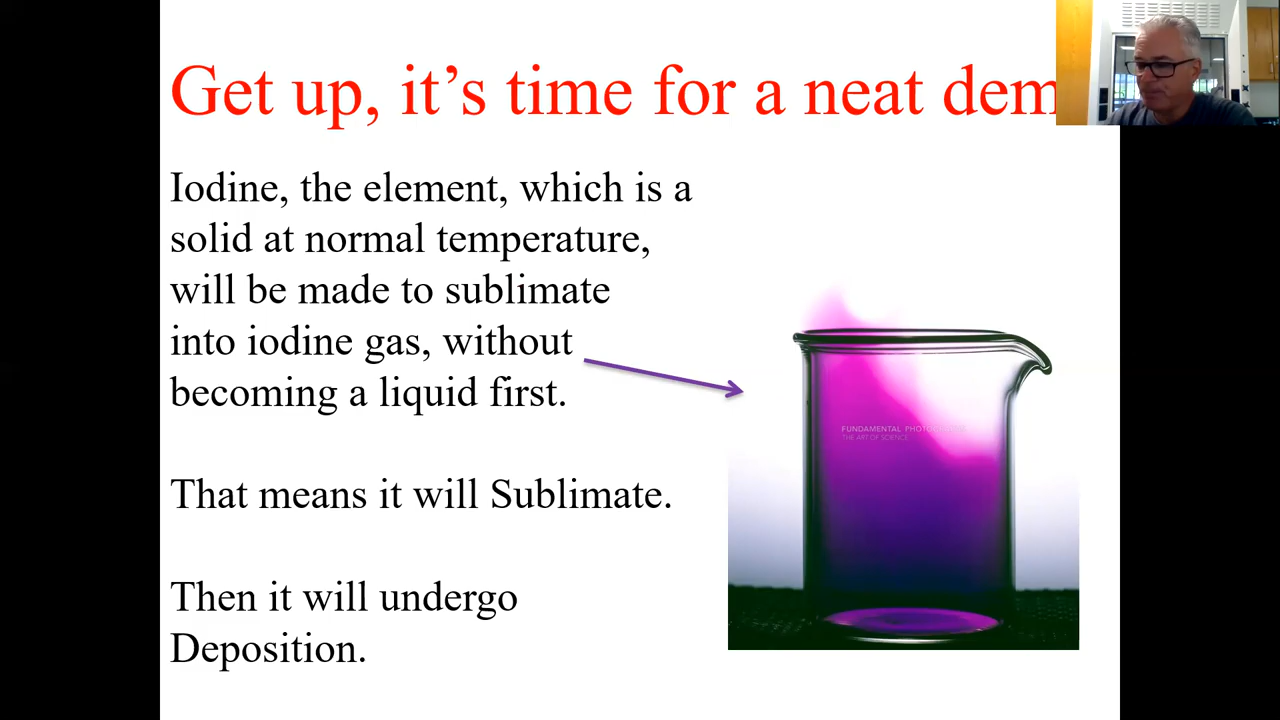 Get up, it’s time for a neat dem
Iodine, the element, which is a
solid at normal temperature,
will be made to sublimate
into iodine gas, without
becoming a liquid first.
That means it will Sublimate.
Then it will undergo
Deposition.
FUNDAMENTAL
THE ART OF SCIENCE